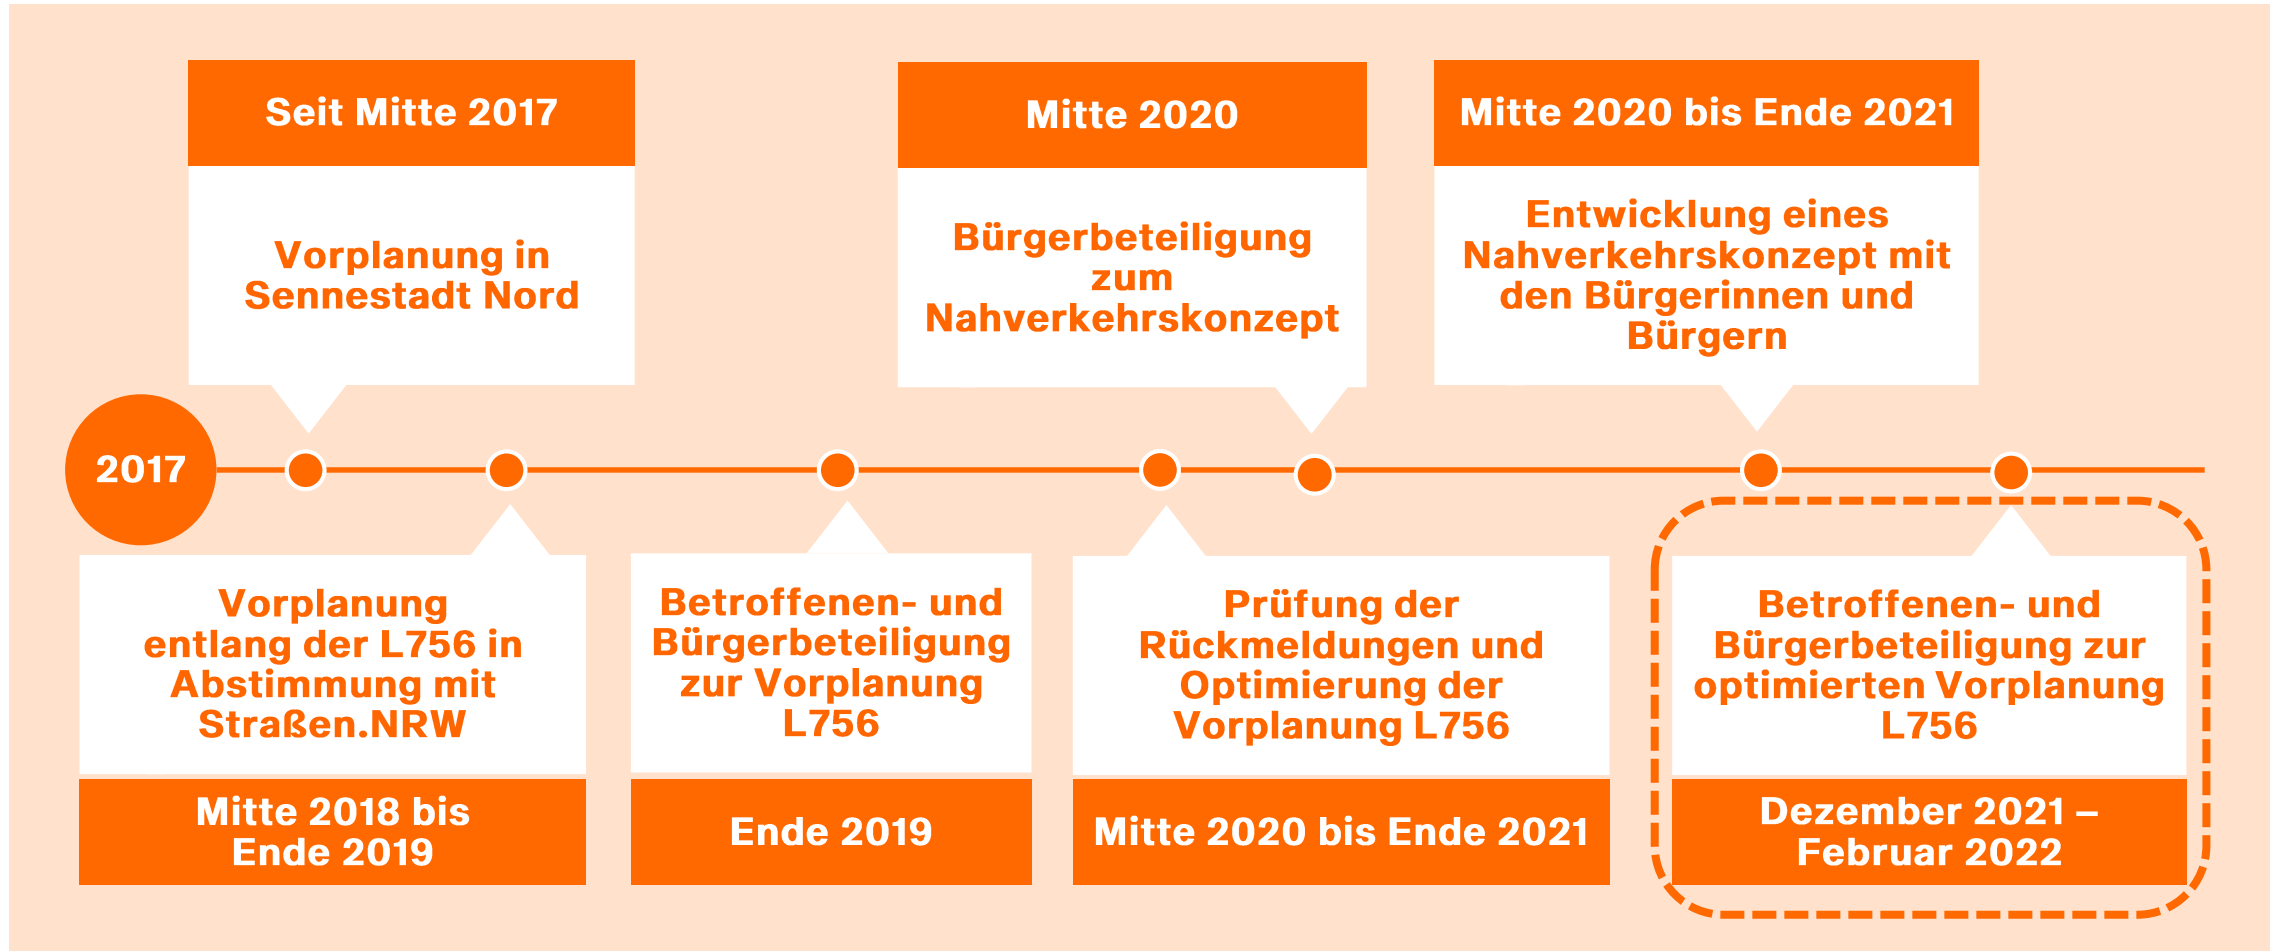 Seit Mitte 2017
Vorplanung in
Sennestadt Nord
Mitte 2020
Bürgerbeteiligung
zum
Nahverkehrskonzept
Mitte 2020 bis Ende 2021
Entwicklung eines
Nahverkehrskonzept mit
den Bürgerinnen und
Bürgern
2017
Vorplanung
entlang der L756 in
Abstimmung mit
Straßen.NRW
Mitte 2018 bis
Ende 2019
Betroffenen- und
Bürgerbeteiligung
zur Vorplanung
L756
Ende 2019
Prüfung der
Rückmeldungen und
Optimierung der
Vorplanung L756
Mitte 2020 bis Ende 2021
Betroffenen- und
Bürgerbeteiligung zur
optimierten Vorplanung
L756
Dezember 2021 –
Februar 2022